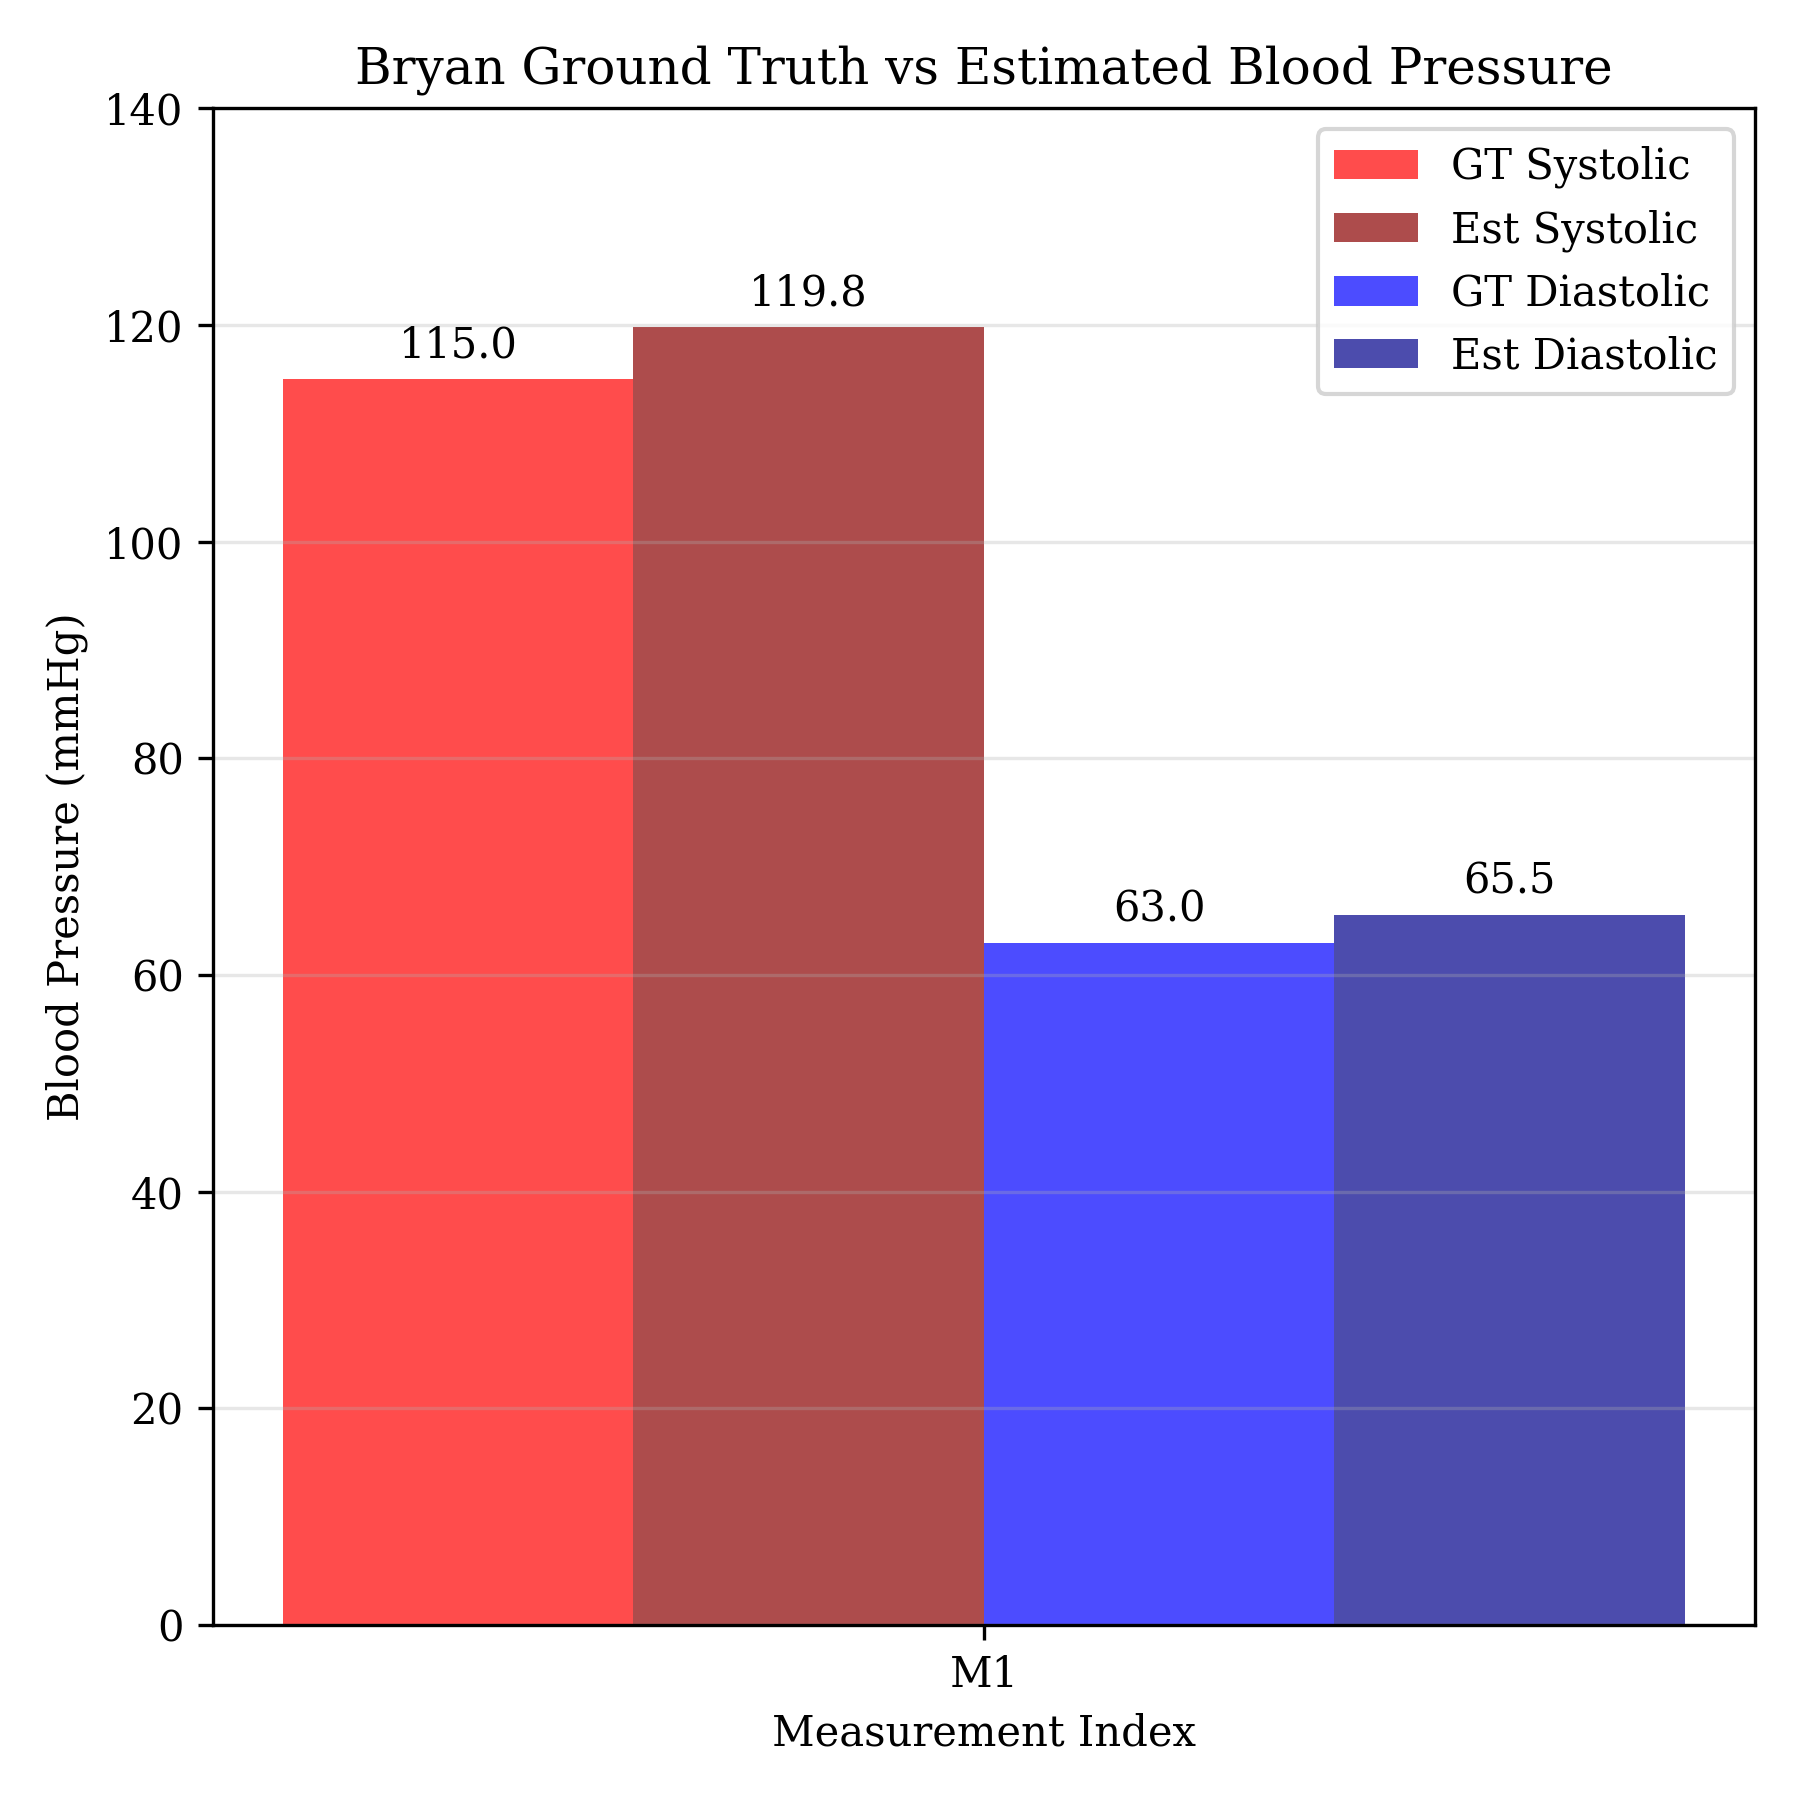 Bryan Ground Truth vs Estimated Blood Pressure
140
120
100
80
60
40
20
0
Blood Pressure (mmHg)
GT Systolic
Est Systolic
GT Diastolic
Est Diastolic
115.0
119.8
63.0
65.5
M1
Measurement Index